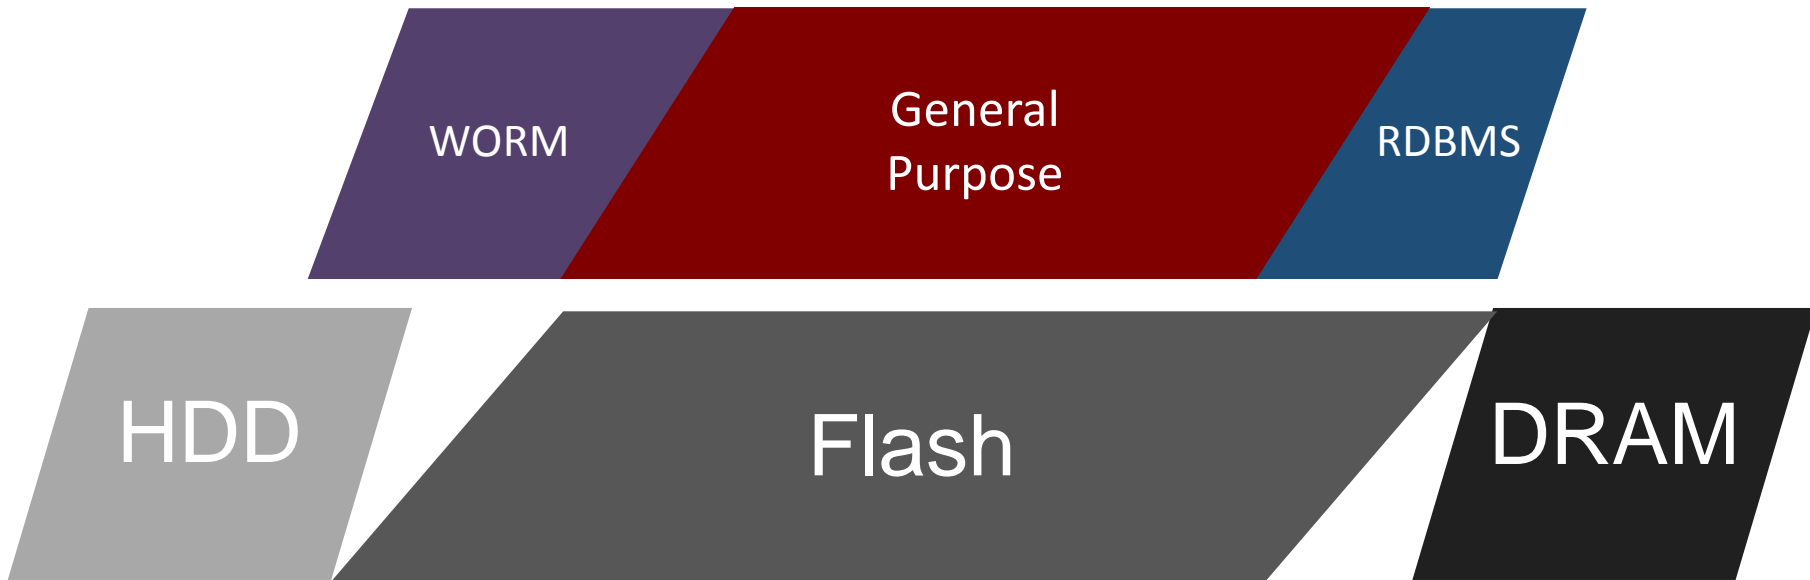 WORM
General
Purpose
RDBMS
HDD
Flash
DRAM